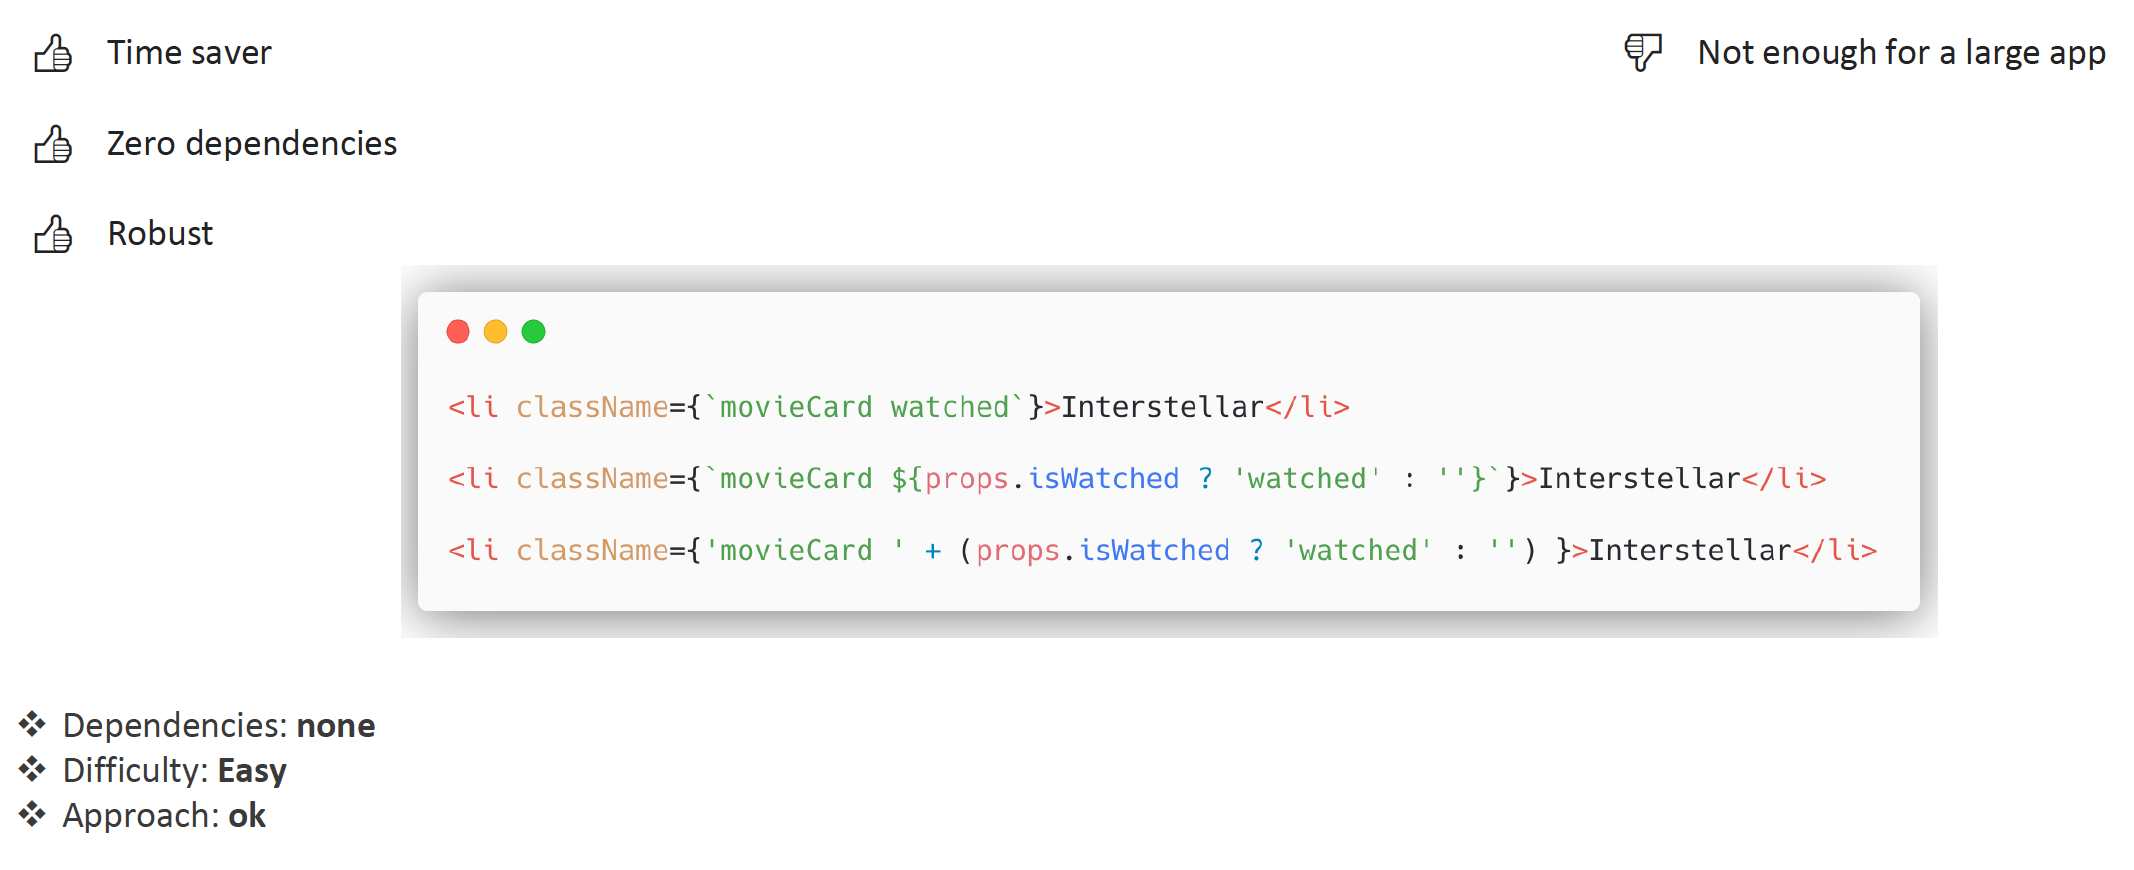 Time saver
Not enough for a large app
Zero dependencies
Robust
<li className={`movieCard watched`}>Interstellar</li>
<li className={`movieCard ${props.isWatched ? 'watched' : ''}`}>Interstellar</li>
<li className={'movieCard ' + (props.isWatched ? 'watched' : '') }>Interstellar</li>
❖ Dependencies: none
❖ Difficulty: Easy
❖ Approach: ok